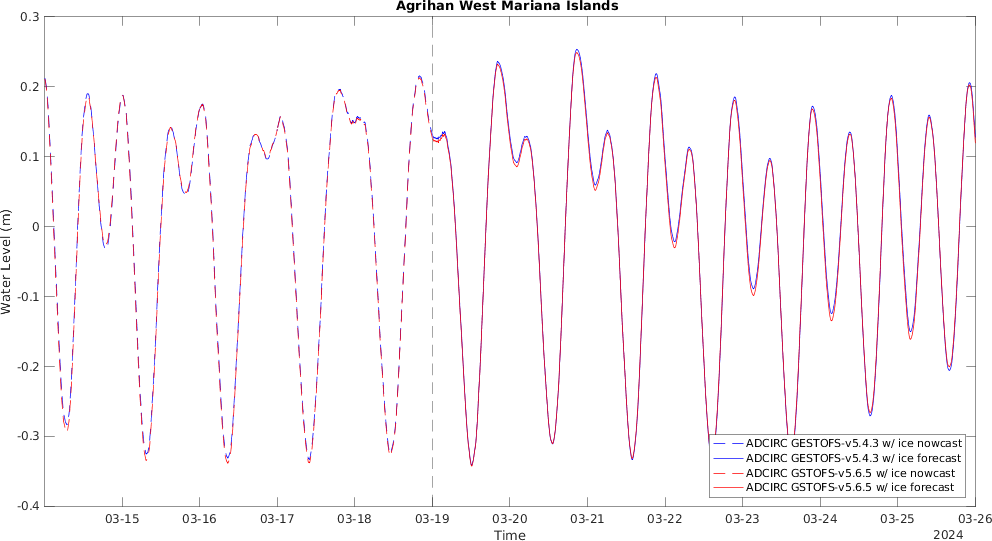 Agrihan West Mariana Islands
0.3
0.2
0.1
0
-0.1
-0.2
-0.3
-0.4
Water Level (m)
ADCIRC GESTOFS-v5.4.3 w/ ice nowcast
ADCIRC GESTOFS-v5.4.3 w/ ice forecast
ADCIRC GSTOFS-v5.6.5 w/ ice nowcast
ADCIRC GSTOFS-v5.6.5 w/ ice forecast
03-15 03-16 03-17 03-18 03-19 03-20 03-21 03-22 03-23 03-24 03-25 03-26
Time
2024